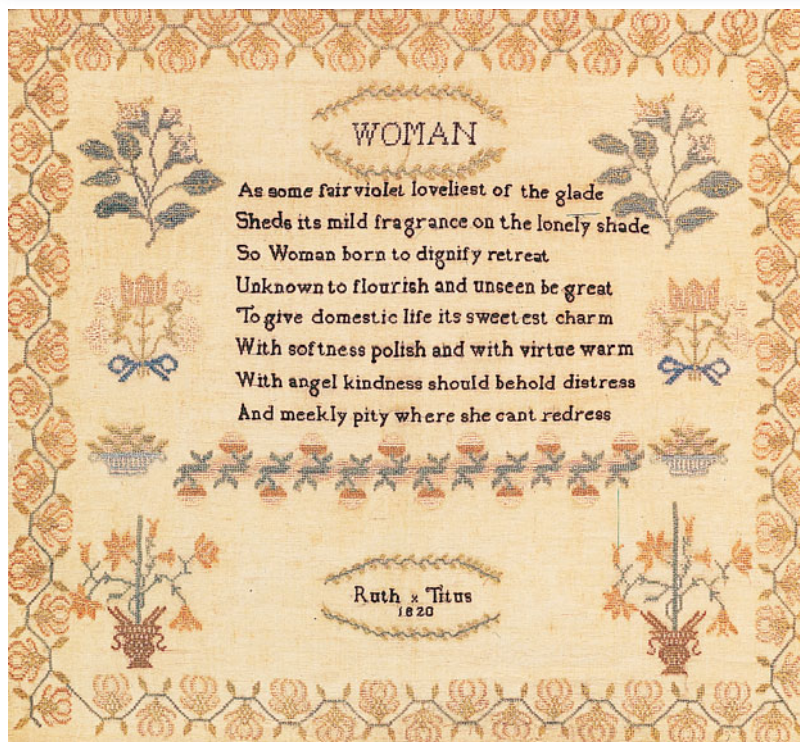 WOMAN
As some fair violet loveliest of the glade
Sheds its mild fragrance on the lonely shade
So Woman born to dignify retreat
Unknown to flourish and unseen be great
To give domestic life its sweetest charm
With softness polish and with virtue warm
With angel kindness should behold distress
And meekly pity where she cant redress
Ruth x Titus
1820